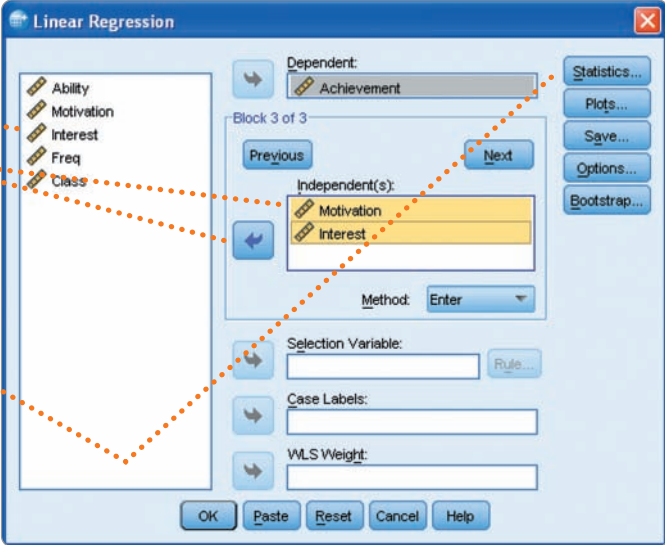 Linear Regression
Ability
Motivation
Interest
Freq
Class
Dependent:
Achievement
Block 3 of 3
Previous
Next
Independent(s):
Motivation
Interest
Method:
Enter
Selection Variable:
Rule...
Case Labels:
WLS Weight:
Statistics...
Plots...
Save...
Options...
Bootstrap...
OK
Paste
Reset
Cancel
Help